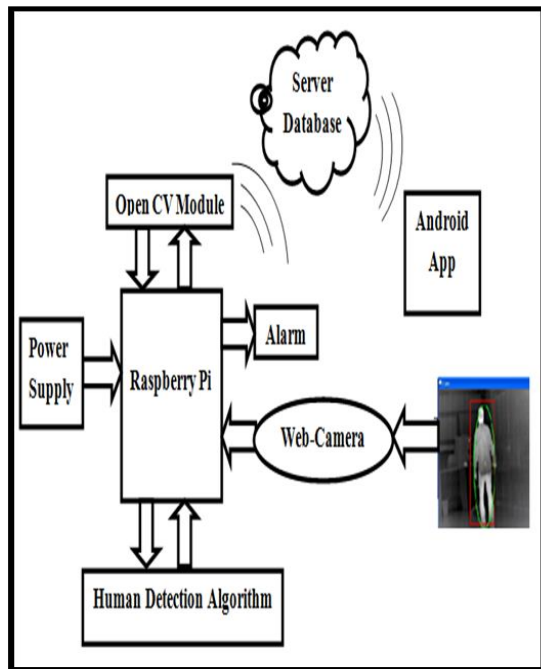 Server
Database
Open CV Module
Android
App
Power
Supply
Raspberry Pi
Alarm
Web-Camera
Human Detection Algorithm